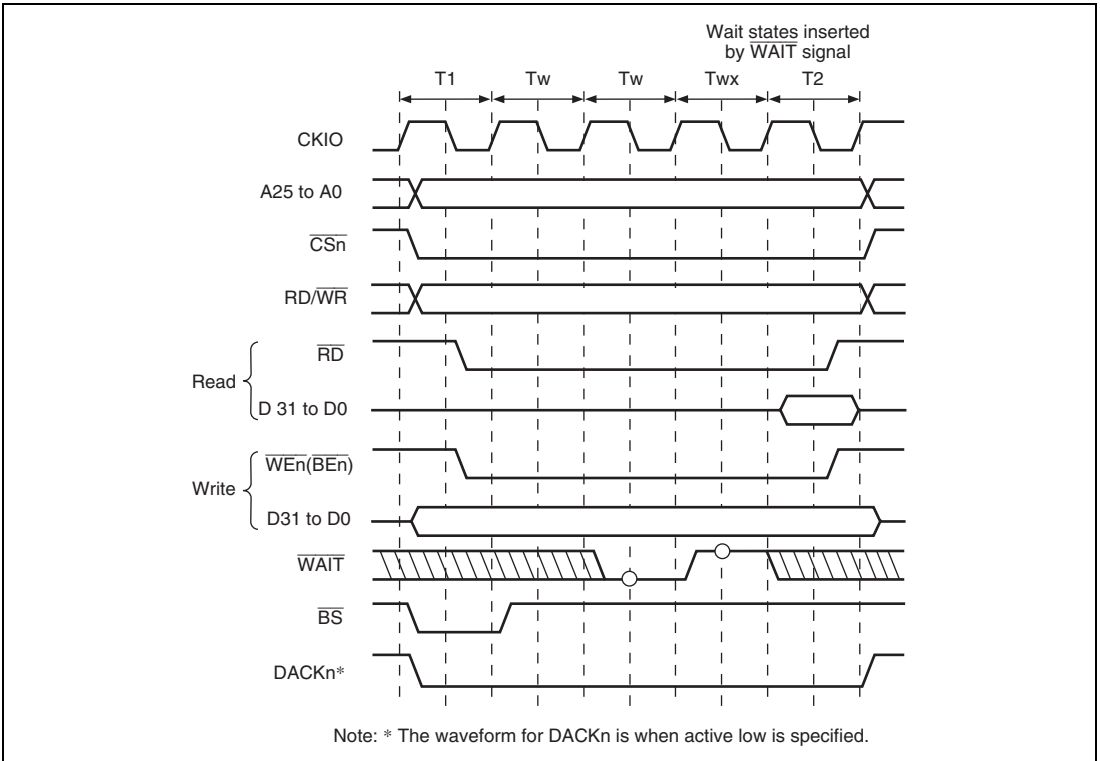 Wait states inserted
by WAIT signal
T1 Tw Tw Twx T2
CKIO
A25 to A0
CSn
RD/WR
RD
Read
D 31 to D0
WEn(BEn)
Write
D31 to D0
WAIT
BS
DACKn*
Note: * The waveform for DACKn is when active low is specified.